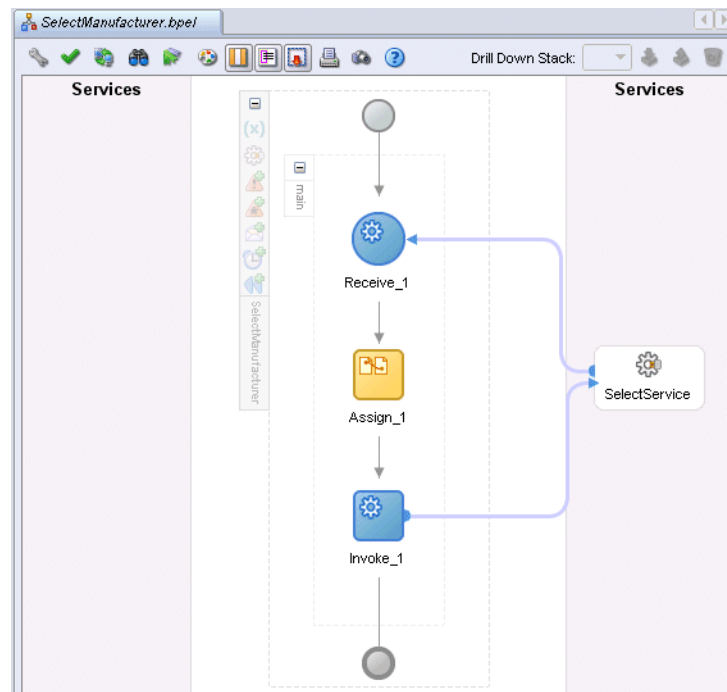 SelectManufacturer.bpel
Drill Down Stack:
Services
Services
(x)
main
SelectManufacturer
Receive_1
Assign_1
Invoke_1
SelectService